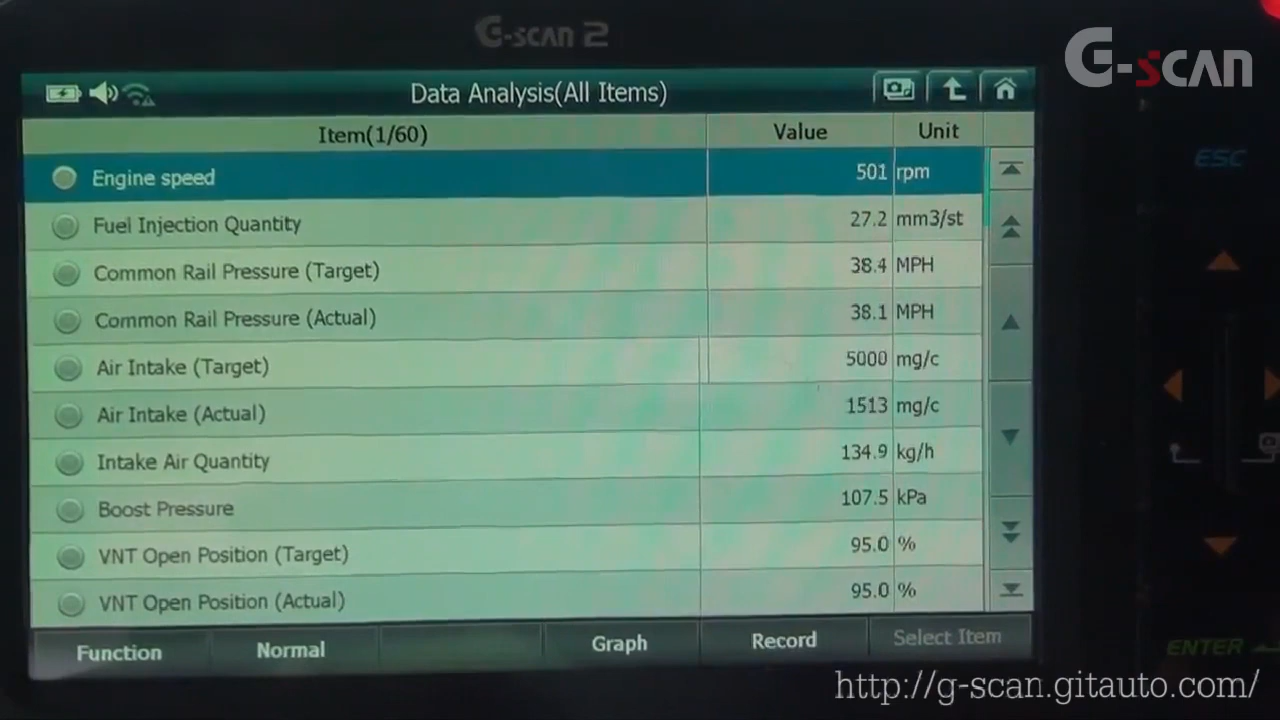 G-SCAN 2
G-SCAN
Data Analysis(All Items)
Item(1/60) Value Unit
ESC
Engine speed 501 rpm
Fuel Injection Quantity 27.2 mm3/st
Common Rail Pressure (Target) 38.4 MPH
Common Rail Pressure (Actual) 38.1 MPH
Air Intake (Target) 5000 mg/c
Air Intake (Actual) 1513 mg/c
Intake Air Quantity 134.9 kg/h
Boost Pressure 107.5 kPa
VNT Open Position (Target) 95.0 %
VNT Open Position (Actual) 95.0 %
Function Normal Graph Record Select Item
ENTER
http://g-scan.gitauto.com/